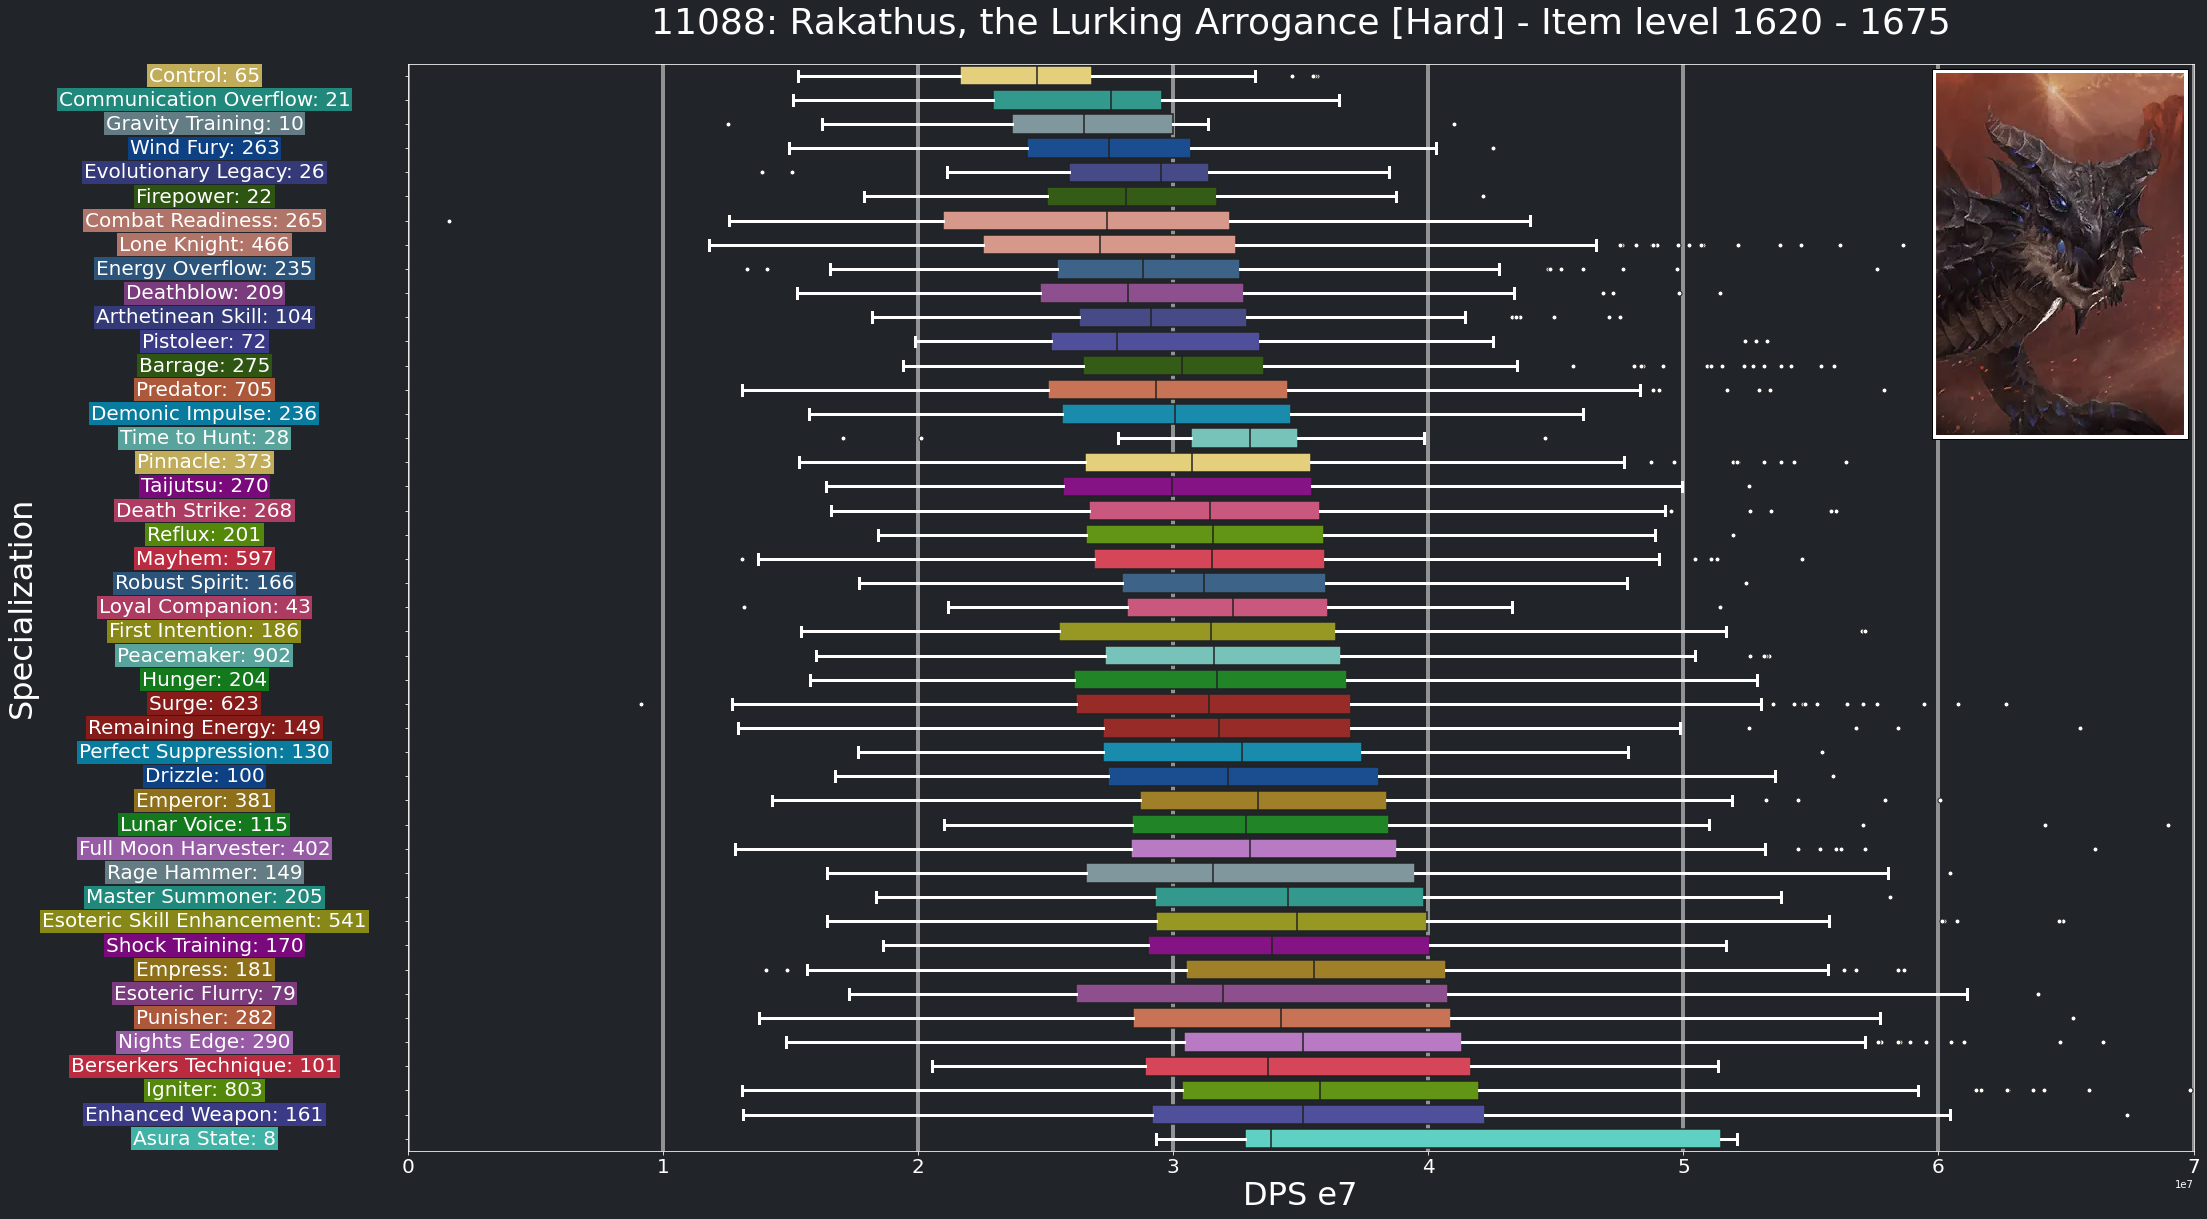 11088: Rakathus, the Lurking Arrogance [Hard] - Item level 1620 - 1675
Specialization
Control: 65
Communication Overflow: 21
Gravity Training: 10
Wind Fury: 263
Evolutionary Legacy: 26
Firepower: 22
Combat Readiness: 265
Lone Knight: 466
Energy Overflow: 235
Deathblow: 209
Arthetinean Skill: 104
Pistoleer: 72
Barrage: 275
Predator: 705
Demonic Impulse: 236
Time to Hunt: 28
Pinnacle: 373
Taijutsu: 270
Death Strike: 268
Reflux: 201
Mayhem: 597
Robust Spirit: 166
Loyal Companion: 43
First Intention: 186
Peacemaker: 902
Hunger: 204
Surge: 623
Remaining Energy: 149
Perfect Suppression: 130
Drizzle: 100
Emperor: 381
Lunar Voice: 115
Full Moon Harvester: 402
Rage Hammer: 149
Master Summoner: 205
Esoteric Skill Enhancement: 541
Shock Training: 170
Empress: 181
Esoteric Flurry: 79
Punisher: 282
Nights Edge: 290
Berserkers Technique: 101
Igniter: 803
Enhanced Weapon: 161
Asura State: 8
0 1 2 3 4 5 6 7
1e7
DPS e7